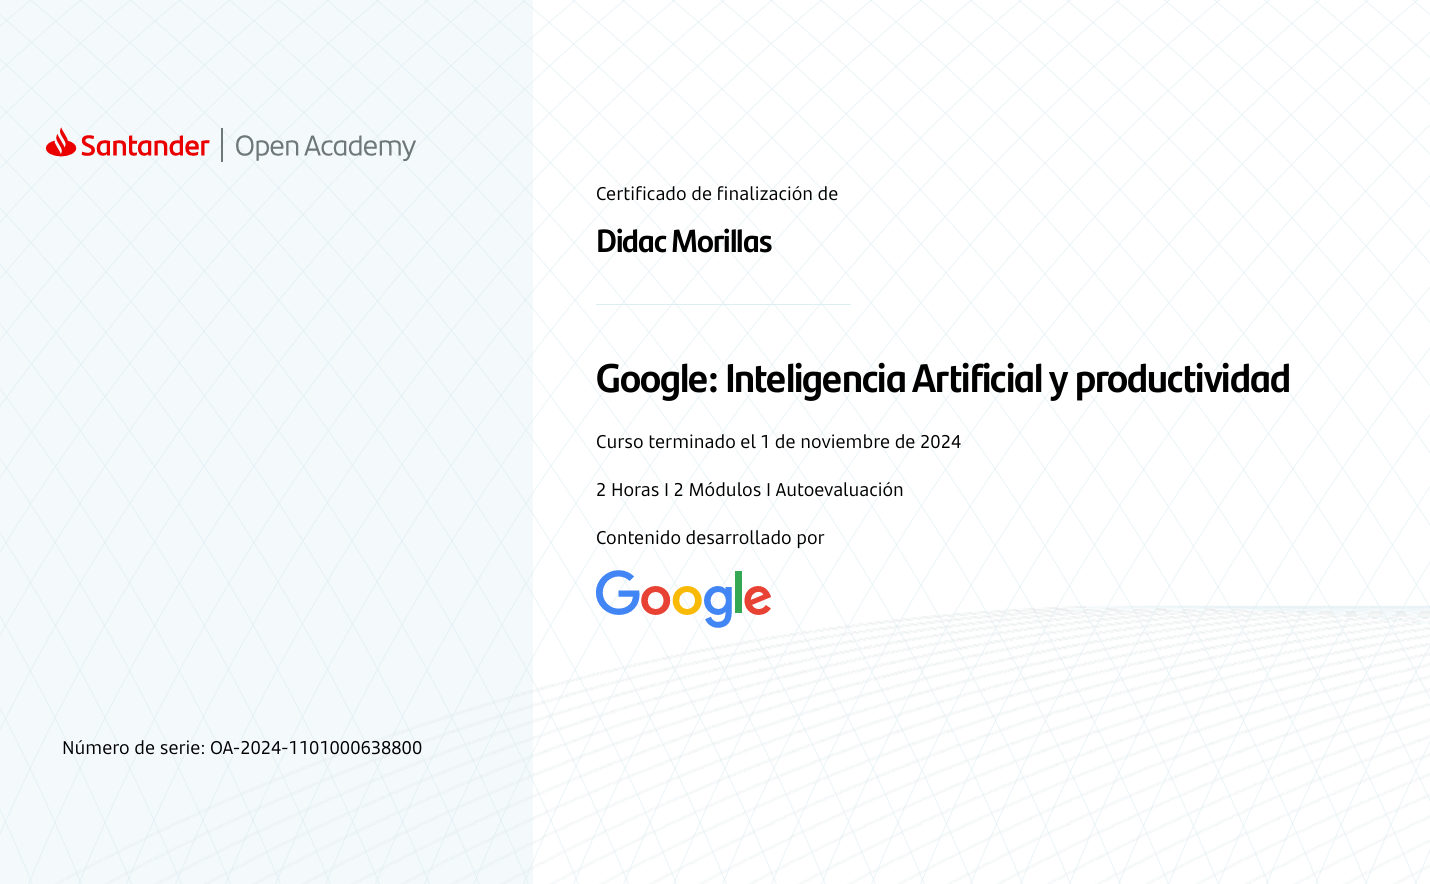 Santander | Open Academy
Certificado de finalización de
Didac Morillas
Google: Inteligencia Artificial y productividad
Curso terminado el 1 de noviembre de 2024
2 Horas I 2 Módulos I Autoevaluación
Contenido desarrollado por
Google
Número de serie: OA-2024-1101000638800